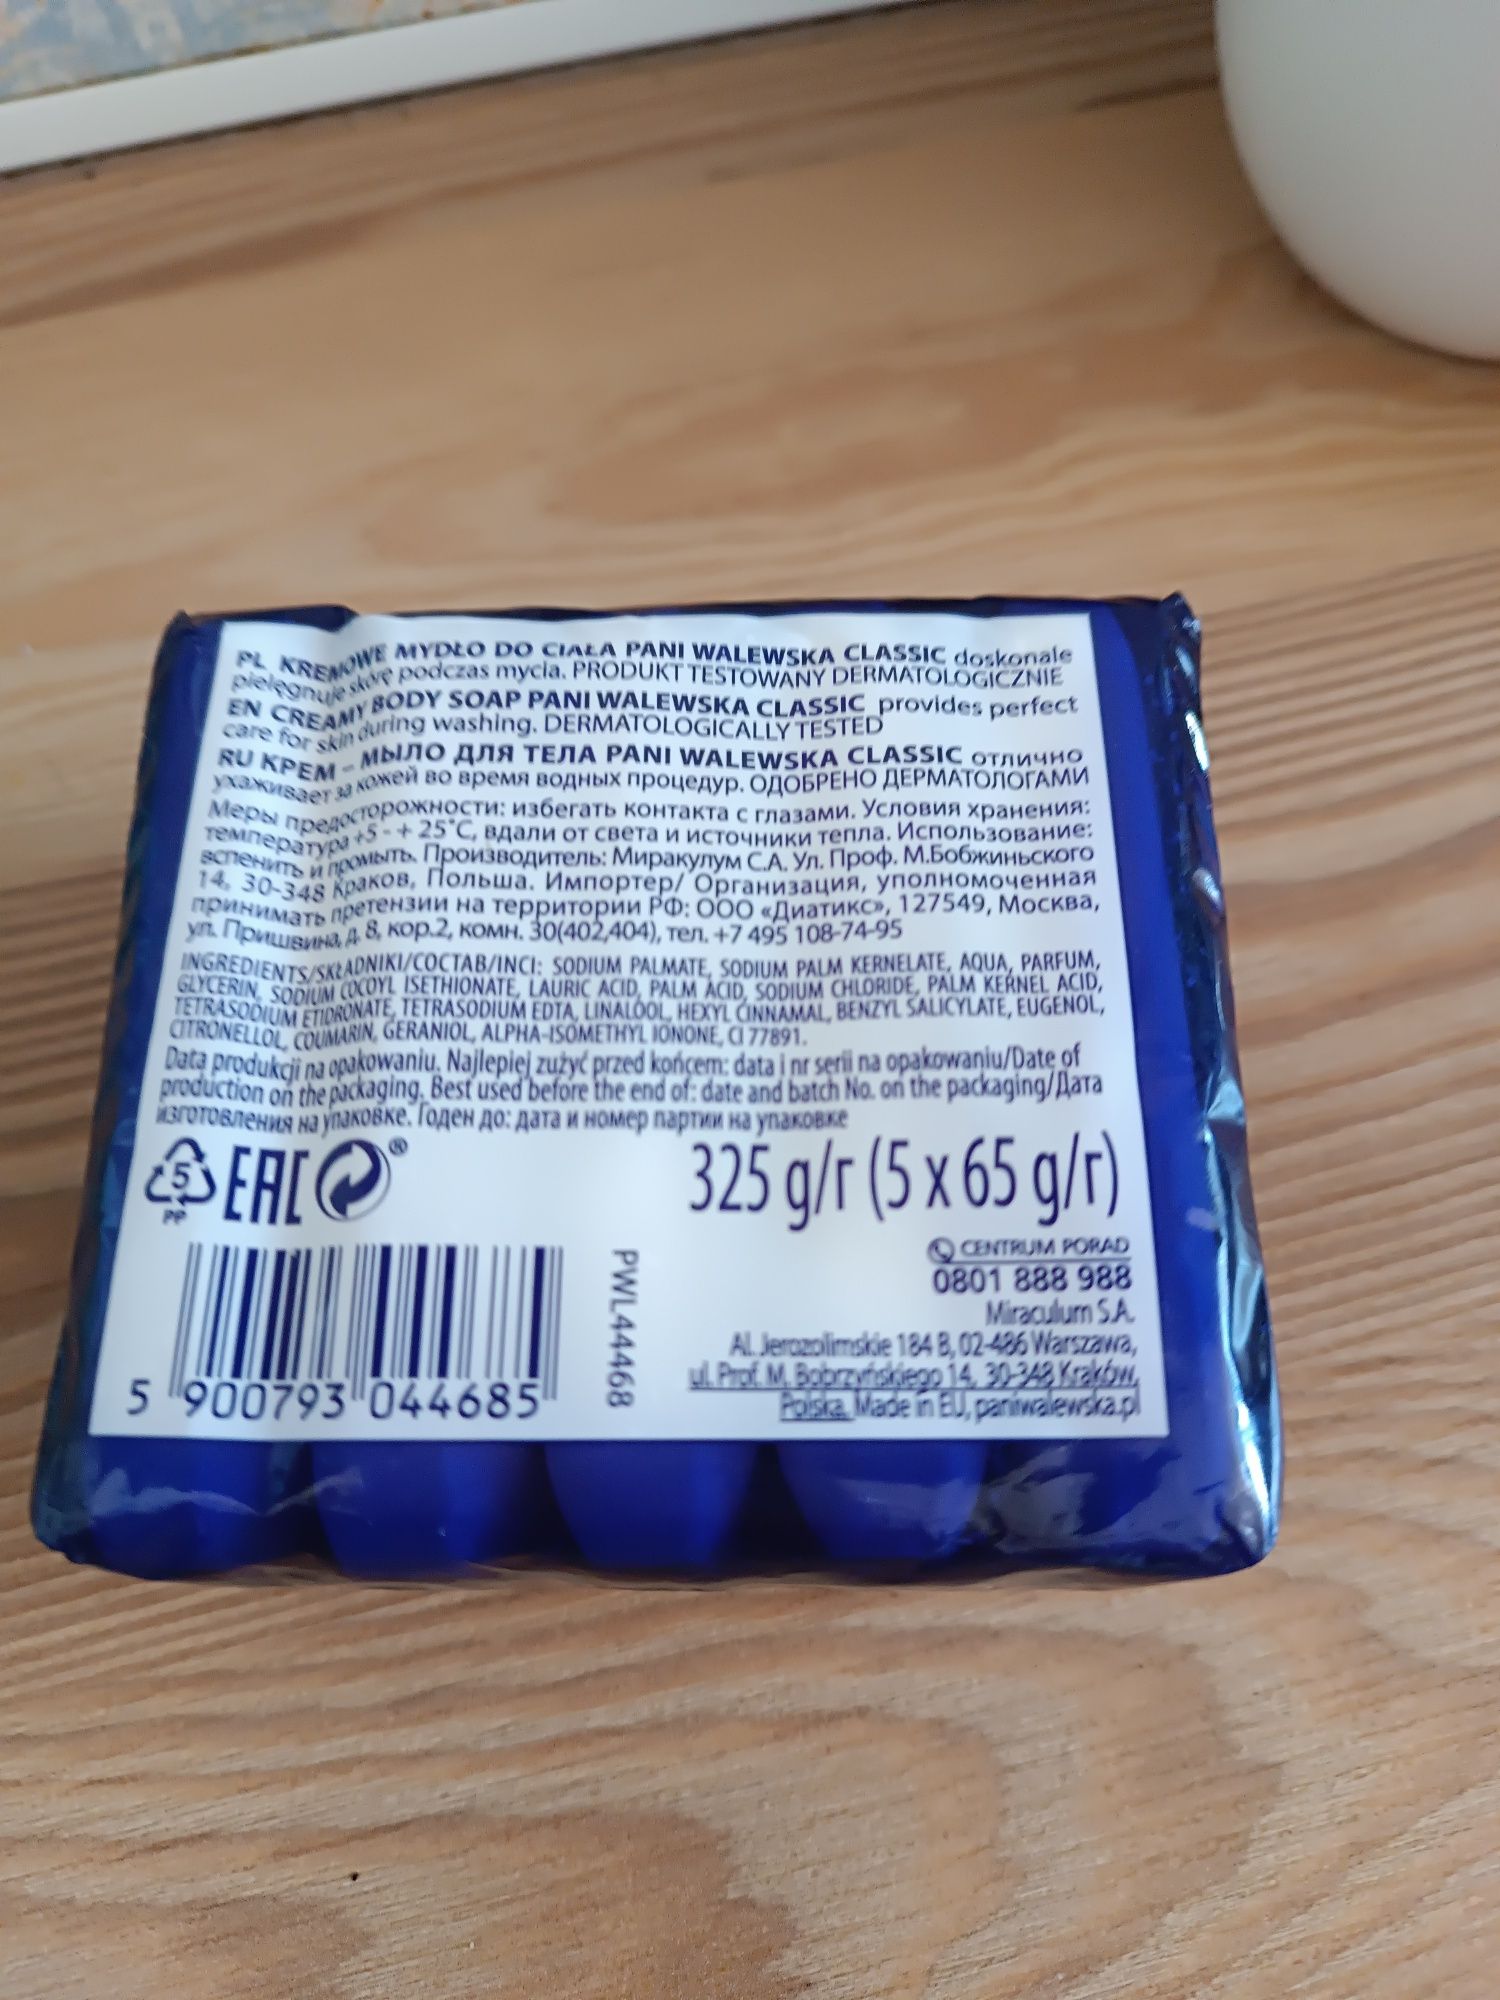 PL KREMOWE MYDŁO DO CIAŁA PANI WALEWSKA CLASSIC doskonale
pielęgnuje skórę podczas mycia. PRODUKT TESTOWANY DERMATOLOGICZNIE
EN CREAMY BODY SOAP PANI WALEWSKA CLASSIC provides perfect
care for skin during washing. DERMATOLOGICALLY TESTED
RU КРЕМ – МЫЛО ДЛЯ ТЕЛА PANI WALEWSKA CLASSIC отлично
ухаживает за кожей во время водных процедур. ОДОБРЕНО ДЕРМАТОЛОГАМИ
Меры предосторожности: избегать контакта с глазами. Условия хранения:
температура +5 - + 25°C, вдали от света и источники тепла. Использование:
вспенить и промыть. Производитель: Миракулум С.А. Ул. Проф. М.Бобжиньского
14, 30-348 Краков, Польша. Импортер/ Организация, уполномоченная
принимать претензии на территории РФ: ООО «Диатикс», 127549, Москва,
ул. Пришвина, д. 8, кор.2, комн. 30(402,404), тел. +7 495 108-74-95
INGREDIENTS/SKŁADNIKI/СОСТАВ/INCI: SODIUM PALMATE, SODIUM PALM KERNELATE, AQUA, PARFUM,
GLYCERIN, SODIUM COCOYL ISETHIONATE, LAURIC ACID, PALM ACID, SODIUM CHLORIDE, PALM KERNEL ACID,
TETRASODIUM ETIDRONATE, TETRASODIUM EDTA, LINALOOL, HEXYL CINNAMAL, BENZYL SALICYLATE, EUGENOL,
CITRONELLOL, COUMARIN, GERANIOL, ALPHA-ISOMETHYL IONONE, CI 77891.
Data produkcji na opakowaniu. Najlepiej zużyć przed końcem: data i nr serii na opakowaniu/Date of
production on the packaging. Best used before the end of: date and batch No. on the packaging/Дата
изготовления на упаковке. Годен до: дата и номер партии на упаковке
5 PP EAC ®
325 g/г (5 x 65 g/г)
CENTRUM PORAD
0801 888 988
Miraculum S.A.
Al. Jerozolimskie 184 B, 02-486 Warszawa,
ul. Prof. M. Bobrzyńskiego 14, 30-348 Kraków,
Polska. Made in EU, paniwalewska.pl
PWL44468
5 900793 044685